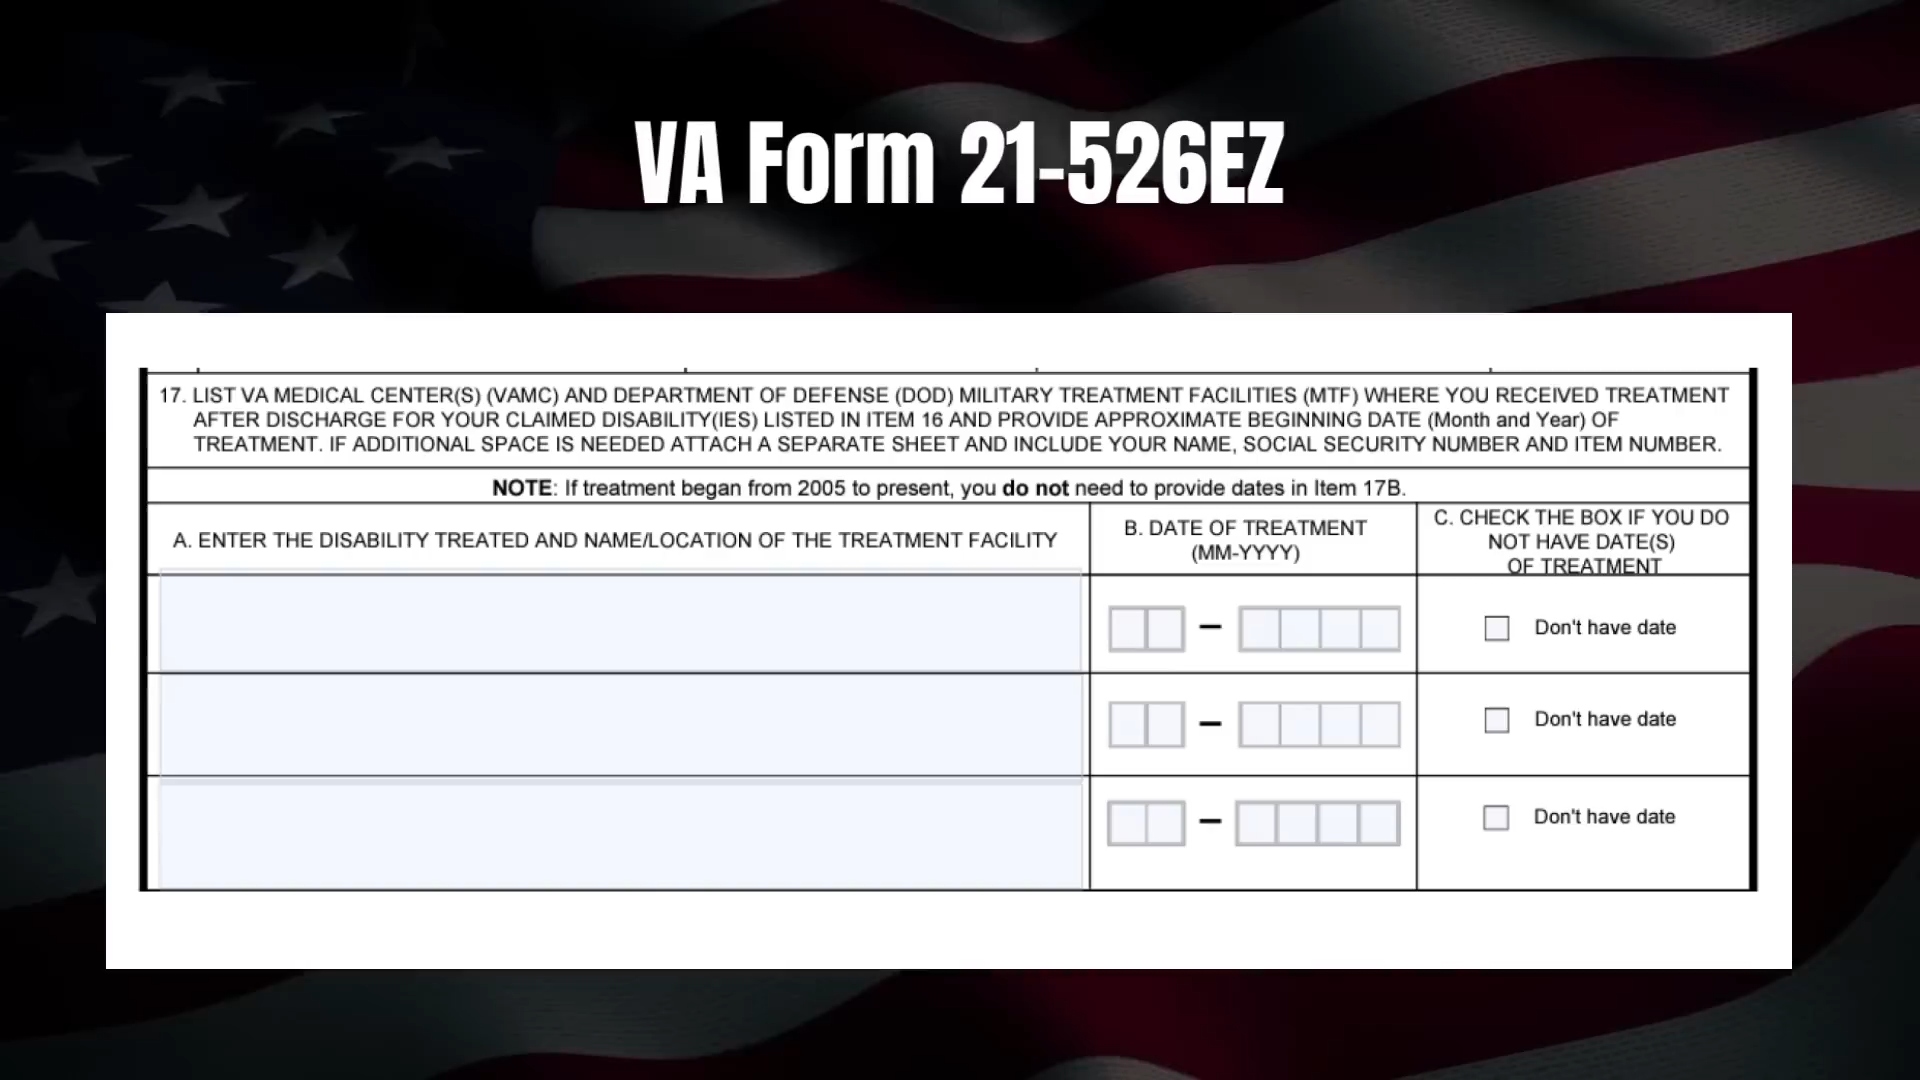 VA Form 21-526EZ
17. LIST VA MEDICAL CENTER(S) (VAMC) AND DEPARTMENT OF DEFENSE (DOD) MILITARY TREATMENT FACILITIES (MTF) WHERE YOU RECEIVED TREATMENT
AFTER DISCHARGE FOR YOUR CLAIMED DISABILITY(IES) LISTED IN ITEM 16 AND PROVIDE APPROXIMATE BEGINNING DATE (Month and Year) OF
TREATMENT. IF ADDITIONAL SPACE IS NEEDED ATTACH A SEPARATE SHEET AND INCLUDE YOUR NAME, SOCIAL SECURITY NUMBER AND ITEM NUMBER.
NOTE: If treatment began from 2005 to present, you do not need to provide dates in Item 17B.
A. ENTER THE DISABILITY TREATED AND NAME/LOCATION OF THE TREATMENT FACILITY
B. DATE OF TREATMENT
(MM-YYYY)
C. CHECK THE BOX IF YOU DO
NOT HAVE DATE(S)
OF TREATMENT
– Don't have date
– Don't have date
– Don't have date